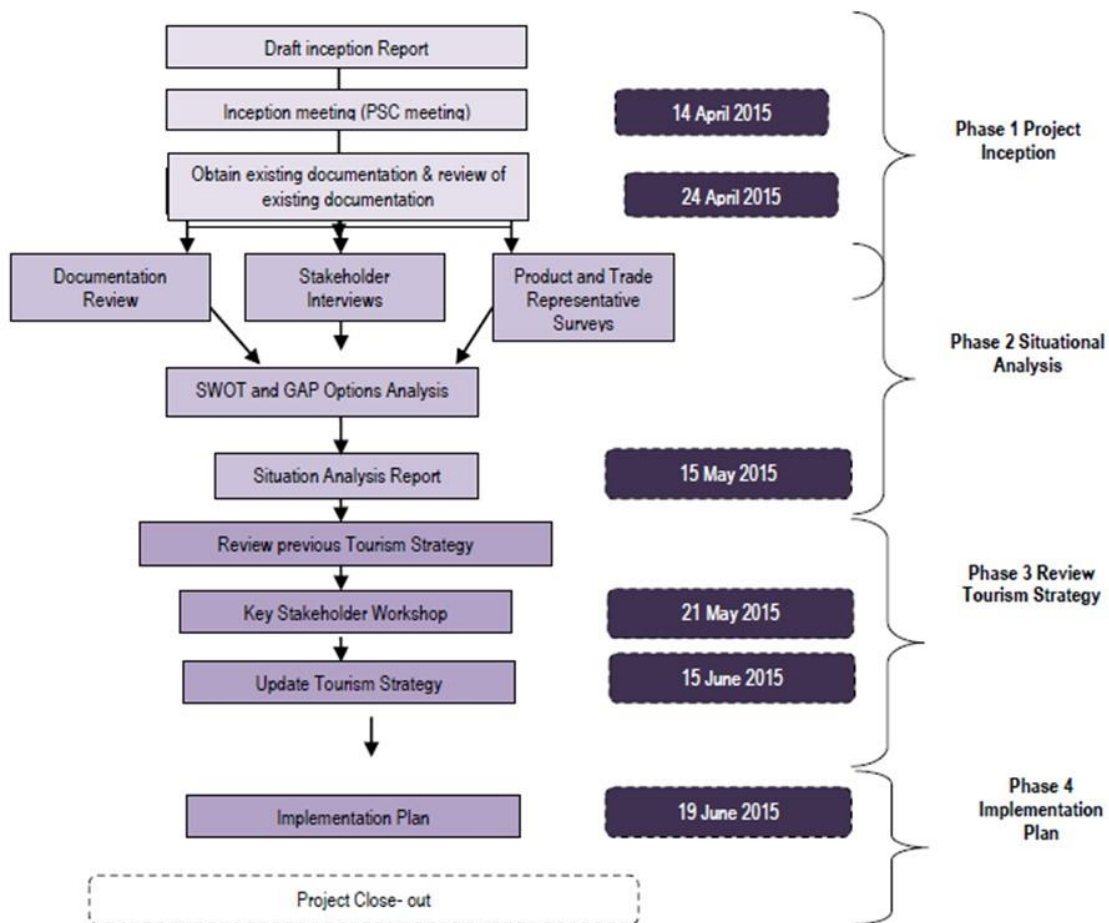 Draft inception Report
Inception meeting (PSC meeting)
14 April 2015
Phase 1 Project
Inception
Obtain existing documentation & review of
existing documentation
24 April 2015
Documentation
Review
Stakeholder
Interviews
Product and Trade
Representative
Surveys
Phase 2 Situational
Analysis
SWOT and GAP Options Analysis
Situation Analysis Report
15 May 2015
Review previous Tourism Strategy
Phase 3 Review
Tourism Strategy
Key Stakeholder Workshop
21 May 2015
Update Tourism Strategy
15 June 2015
Implementation Plan
19 June 2015
Phase 4
Implementation
Plan
Project Close- out